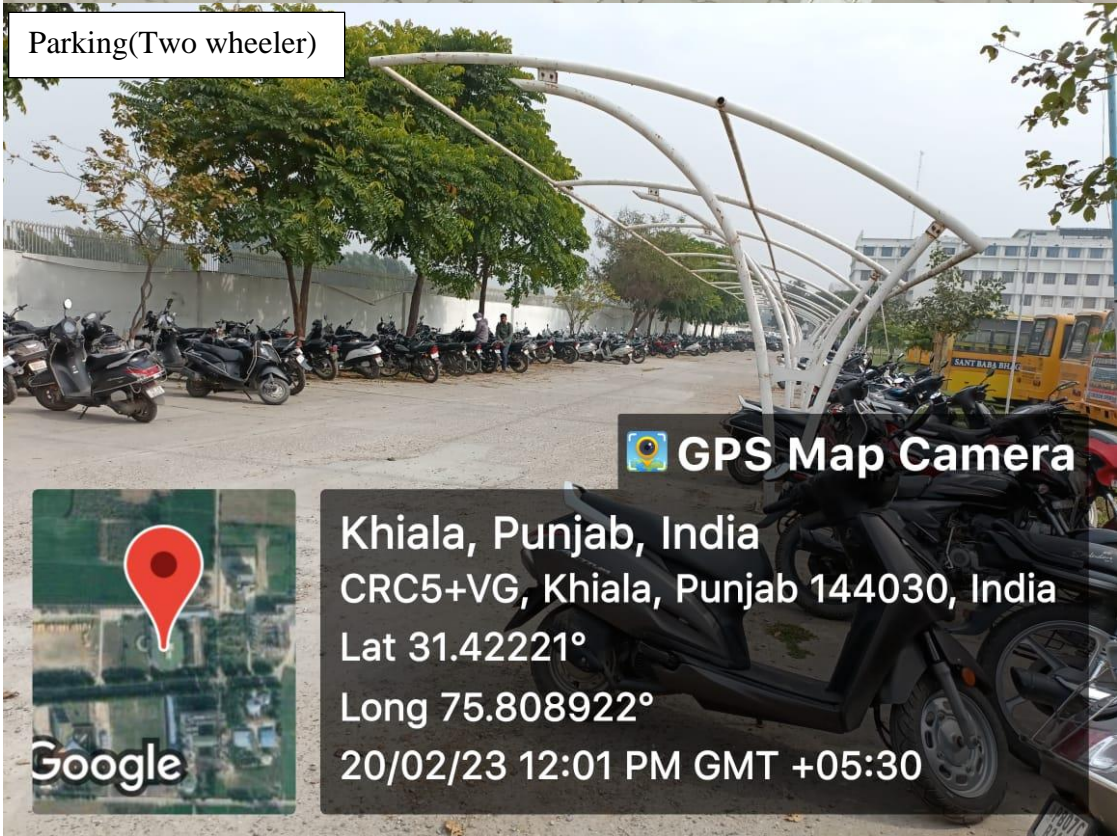 Parking(Two wheeler)
SANT BABA BHAG
GPS Map Camera
Khiala, Punjab, India
CRC5+VG, Khiala, Punjab 144030, India
Lat 31.42221°
Long 75.808922°
20/02/23 12:01 PM GMT +05:30
Google